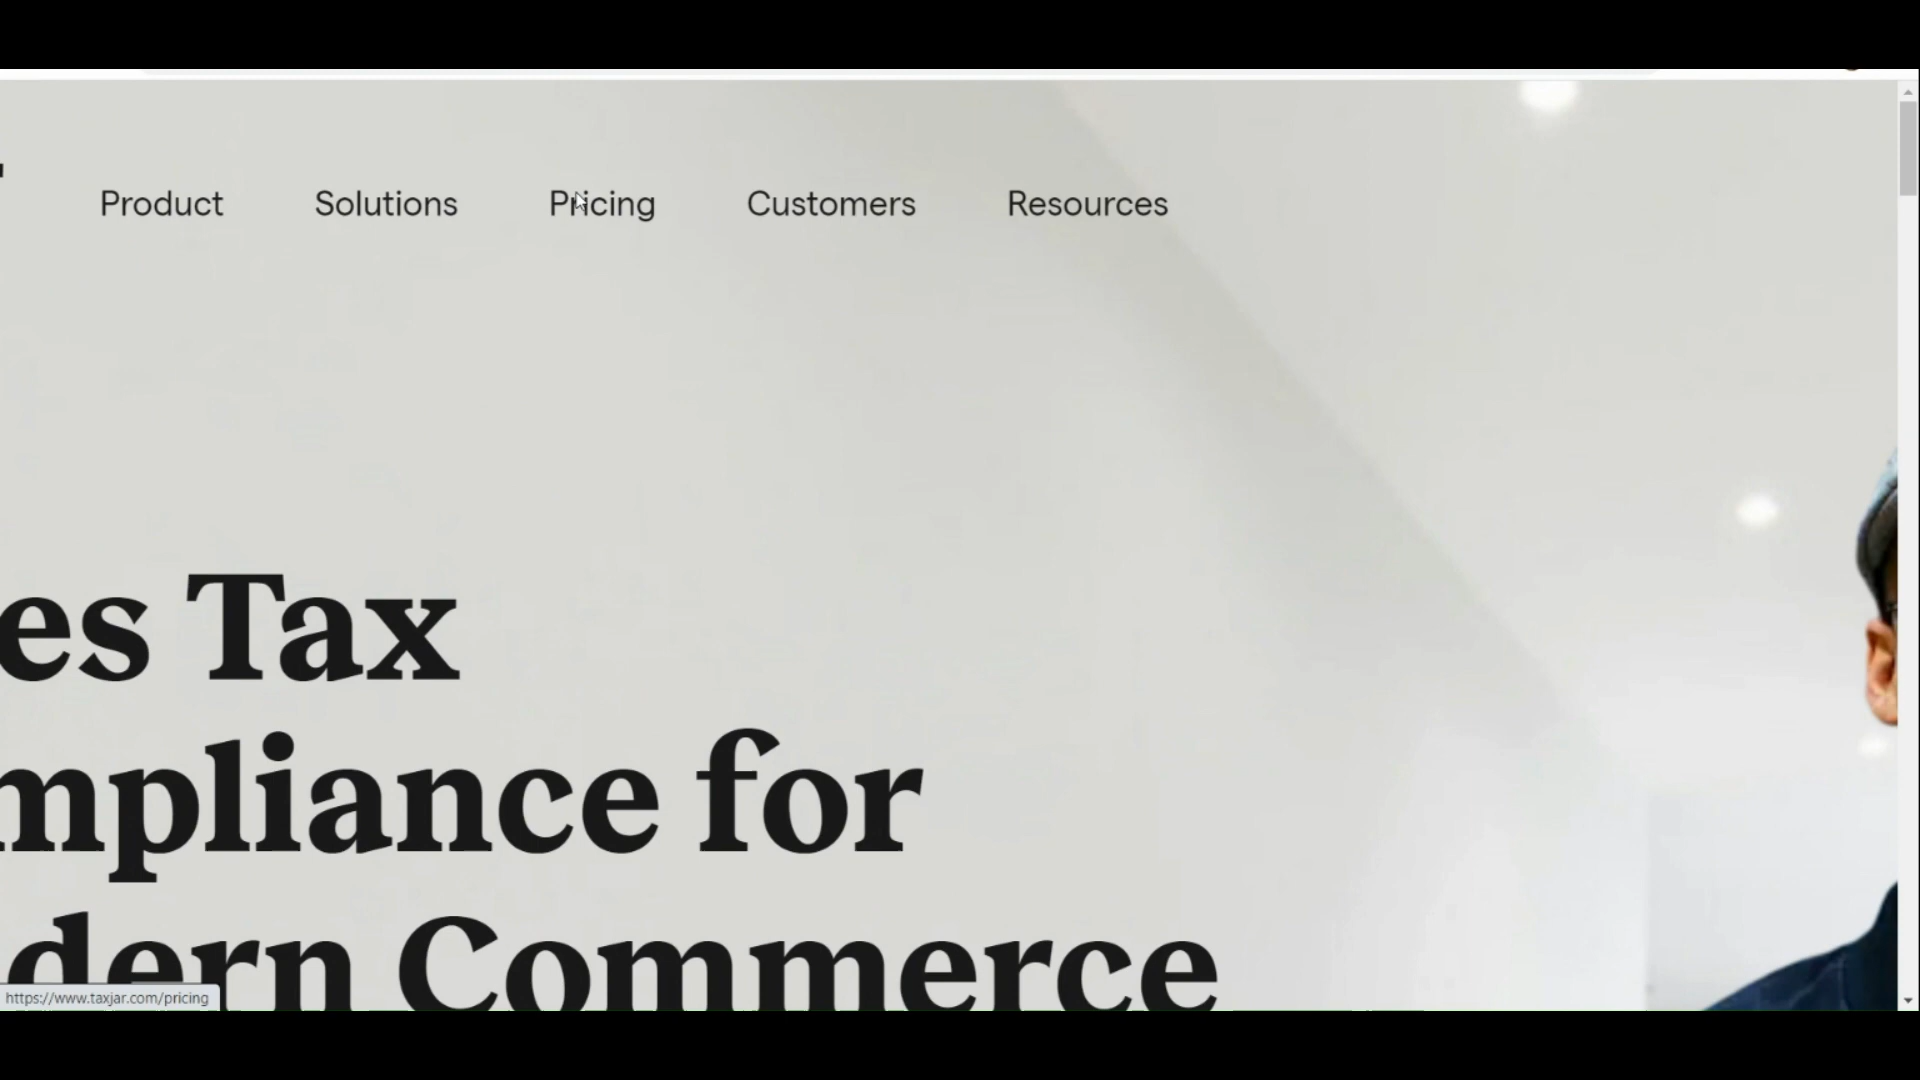 Product Solutions Pricing Customers Resources
es Tax
mpliance for
dern Commerce
https://www.taxjar.com/pricing